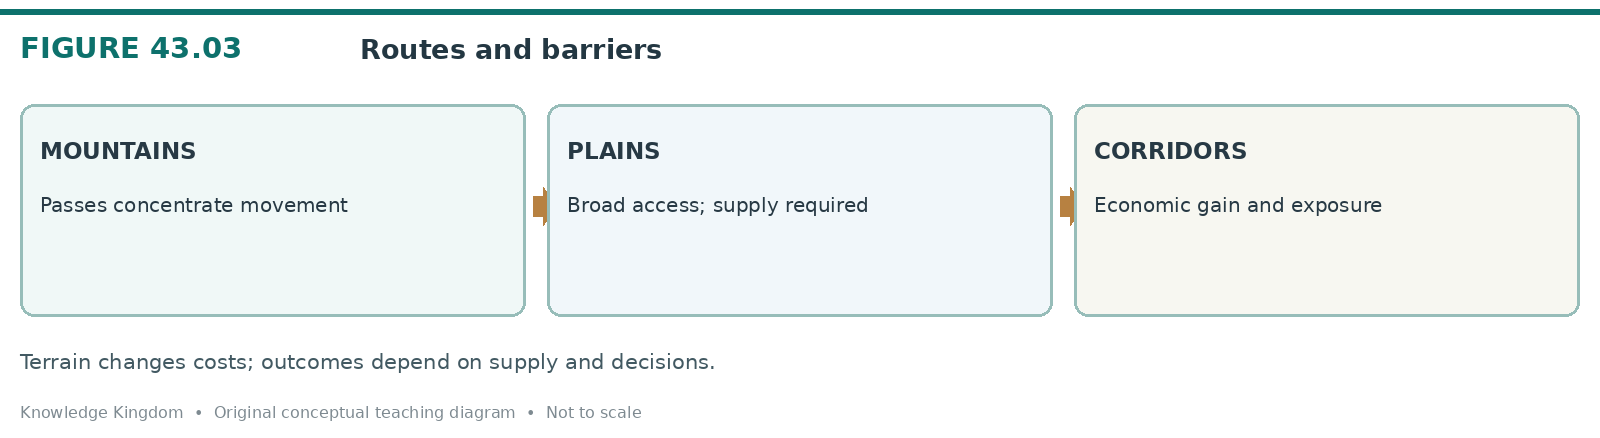 FIGURE 43.03 Routes and barriers
MOUNTAINS
Passes concentrate movement
PLAINS
Broad access; supply required
CORRIDORS
Economic gain and exposure
Terrain changes costs; outcomes depend on supply and decisions.
Knowledge Kingdom • Original conceptual teaching diagram • Not to scale